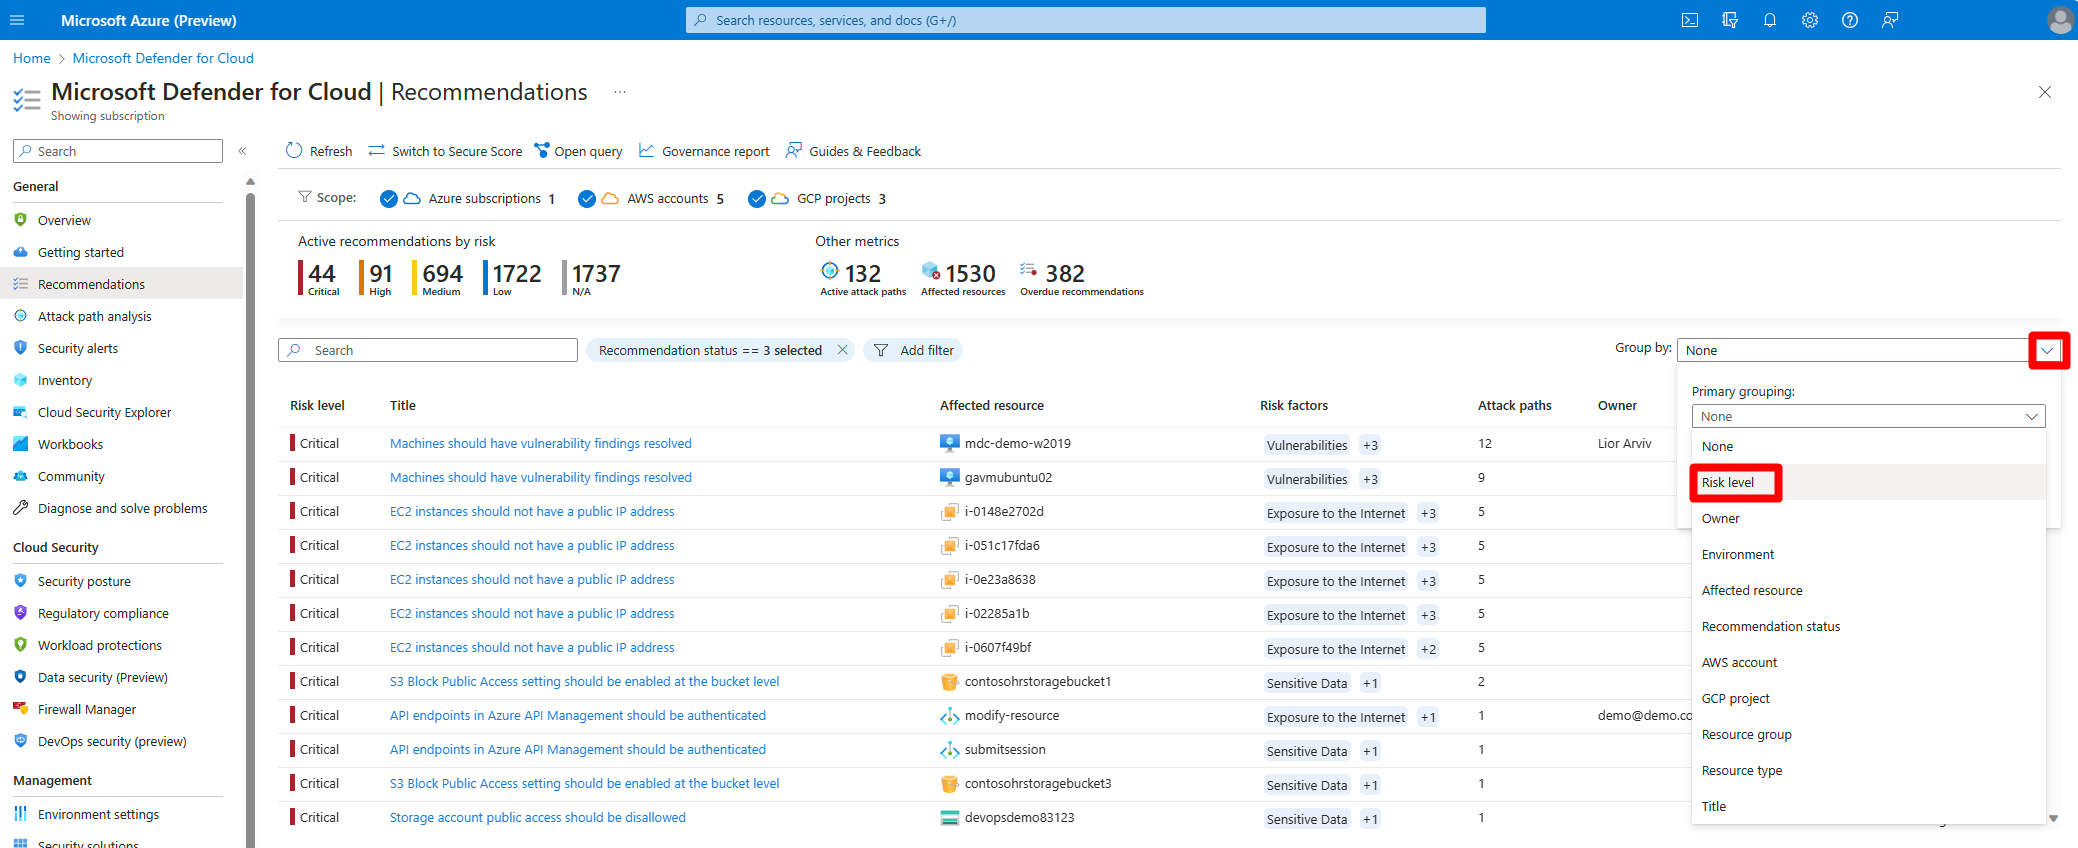 Microsoft Azure (Preview)
Search resources, services, and docs (G+/)
Home > Microsoft Defender for Cloud
Microsoft Defender for Cloud | Recommendations ...
Showing subscription
Search «
General
Overview
Getting started
Recommendations
Attack path analysis
Security alerts
Inventory
Cloud Security Explorer
Workbooks
Community
Diagnose and solve problems
Cloud Security
Security posture
Regulatory compliance
Workload protections
Data security (Preview)
Firewall Manager
DevOps security (preview)
Management
Environment settings
Security solutions
Refresh Switch to Secure Score Open query Governance report Guides & Feedback
Scope: Azure subscriptions 1 AWS accounts 5 GCP projects 3
Active recommendations by risk
44 91 694 1722 1737
Critical High Medium Low N/A
Other metrics
132 1530 382
Active attack paths Affected resources Overdue recommendations
Search Recommendation status == 3 selected Add filter
Group by: None
Risk level Title Affected resource Risk factors Attack paths Owner
Critical Machines should have vulnerability findings resolved mdc-demo-w2019 Vulnerabilities +3 12 Lior Arviv
Critical Machines should have vulnerability findings resolved gavmubuntu02 Vulnerabilities +3 9
Critical EC2 instances should not have a public IP address i-0148e2702d Exposure to the Internet +3 5
Critical EC2 instances should not have a public IP address i-051c17fda6 Exposure to the Internet +3 5
Critical EC2 instances should not have a public IP address i-0e23a8638 Exposure to the Internet +3 5
Critical EC2 instances should not have a public IP address i-02285a1b Exposure to the Internet +3 5
Critical EC2 instances should not have a public IP address i-0607f49bf Exposure to the Internet +2 5
Critical S3 Block Public Access setting should be enabled at the bucket level contosohrstoragebucket1 Sensitive Data +1 2
Critical API endpoints in Azure API Management should be authenticated modify-resource Exposure to the Internet +1 1 demo@demo.co
Critical API endpoints in Azure API Management should be authenticated submitsession Sensitive Data +1 1
Critical S3 Block Public Access setting should be enabled at the bucket level contosohrstoragebucket3 Sensitive Data +1 1
Critical Storage account public access should be disallowed devopsdemo83123 Sensitive Data +1 1
Primary grouping:
None
None
Risk level
Owner
Environment
Affected resource
Recommendation status
AWS account
GCP project
Resource group
Resource type
Title